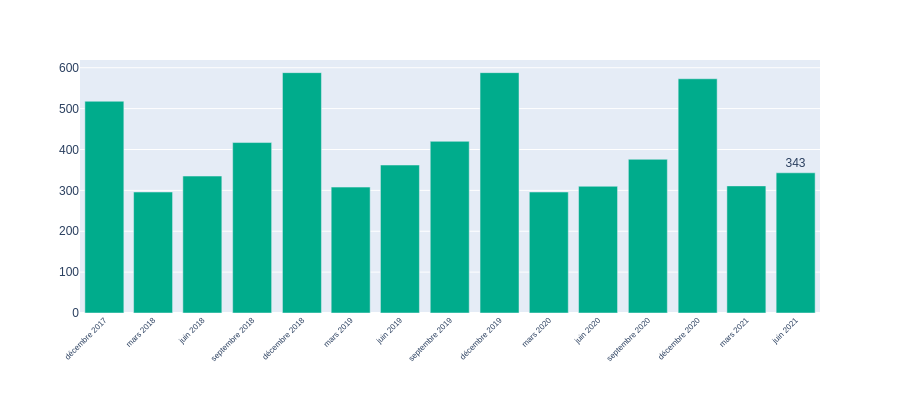 600
500
400
300
200
100
0
343
décembre 2017
mars 2018
juin 2018
septembre 2018
décembre 2018
mars 2019
juin 2019
septembre 2019
décembre 2019
mars 2020
juin 2020
septembre 2020
décembre 2020
mars 2021
juin 2021